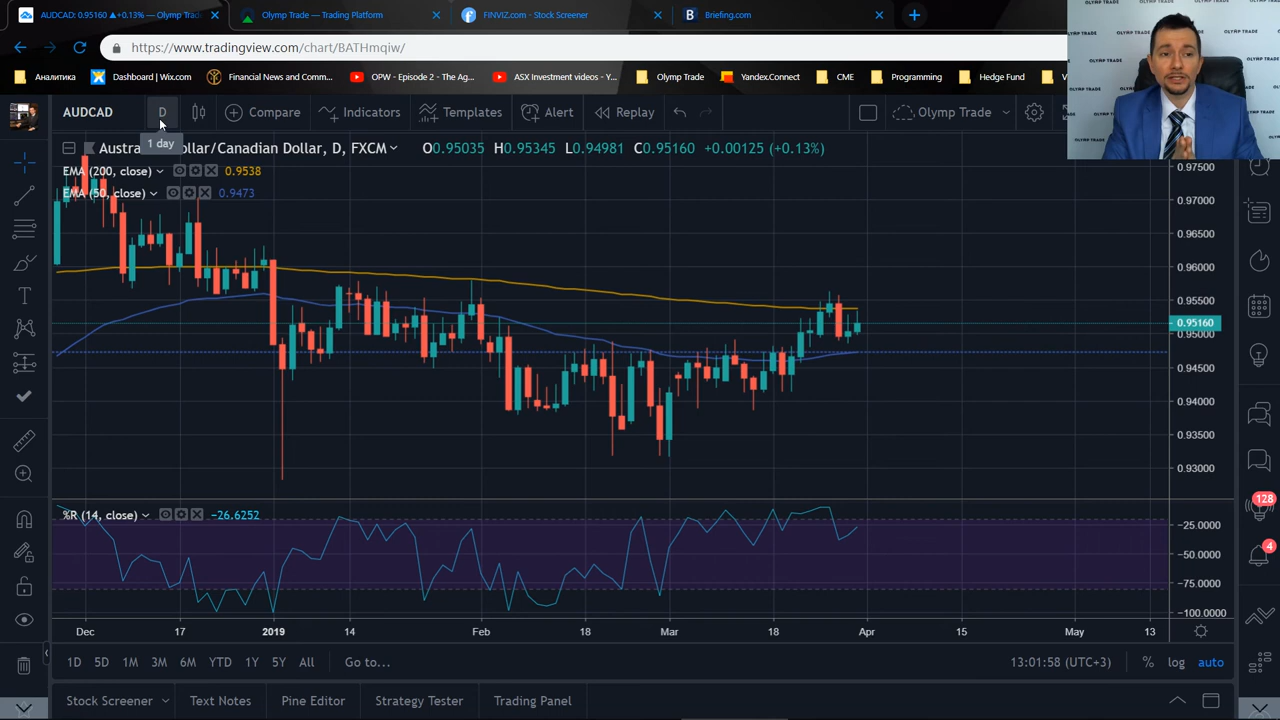 AUDCAD: 0.95160 ▲+0.13% — Olymp Trad
Olymp Trade — Trading Platform
FINVIZ.com - Stock Screener
Briefing.com
https://www.tradingview.com/chart/BATHmqiw/
Аналитика
Dashboard | Wix.com
Financial News and Comm...
OPW - E1 - The A Yea
ASX Investment videos - Y...
Olymp Trade
Yandex.Connect
CME
Programing
Hedge Fund
AUDCAD
D
Compare
Indicators
Templates
Alert
Replay
Olymp Trade
1 day
Austra ollar/Canadian Dollar, D, FXC
O0.95035 H0.95345 L0.94981 C0.95160 +0.00125 (+0.13%)
EMA (200, close) 0.9538
EMA (50, close) 0.9473
0.97500
0.97000
0.96500
0.96000
0.95500
0.95160
0.95000
0.94500
0.94000
0.93500
0.93000
%R (14, close) −26.6252
−25.0000
−50.0000
−75.0000
−100.0000
Dec 17 2019 14 Feb 18 Mar 18 Apr 15 May 13
1D 5D 1M 3M 6M YTD 1Y 5Y All Go to...
13:01:58 (UTC+3) % log auto
Stock Screener Text Notes Pine Editor Strategy Tester Trading Panel
128
4
OLYMP TRADE